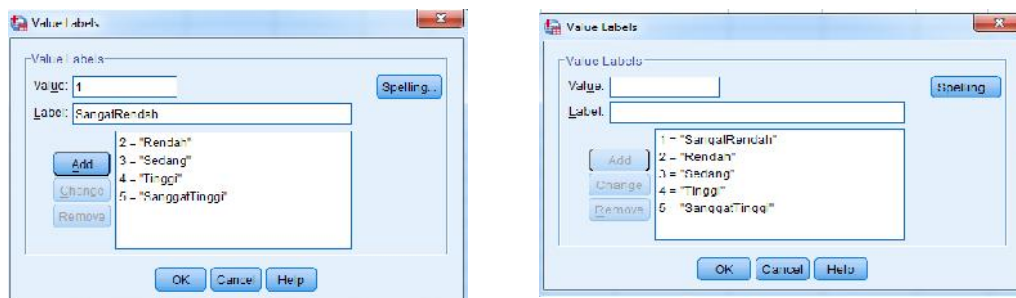 Value Labels
Value Labels
Value: 1
Spelling...
Label: SangatRendah
2 = "Rendah"
3 = "Sedang"
4 = "Tinggi"
5 = "SanggatTinggi"
Add
Change
Remove
OK Cancel Help
Value Labels
Value Labels
Value:
Spelling...
Label:
1 = "SangatRendah"
2 = "Rendah"
3 = "Sedang"
4 = "Tinggi"
5 = "SanggatTinggi"
Add
Change
Remove
OK Cancel Help